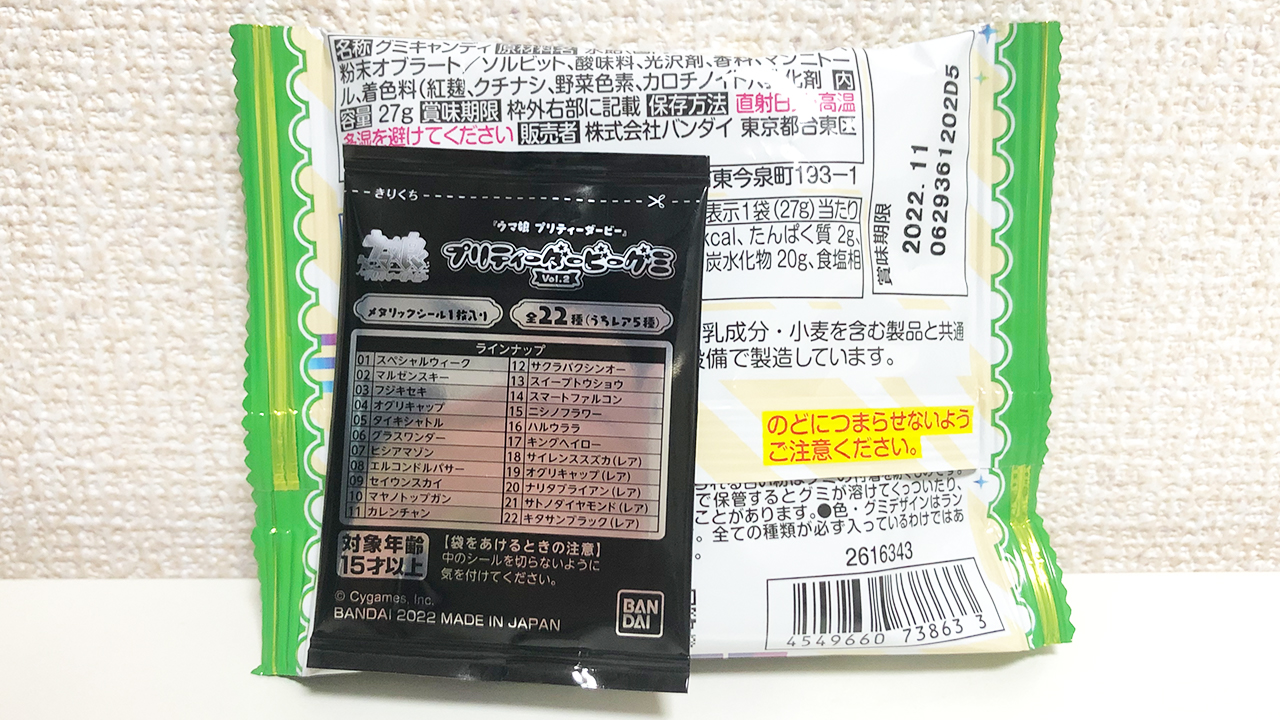 名称 グミキャンディ 原材料名
粉末オブラート／ソルビット、酸味料、光沢剤、香料、マンニトー
ル、着色料(紅麹、クチナシ、野菜色素、カロチノイド)、乳化剤 内
容量 27g 賞味期限 枠外右部に記載 保存方法 直射日光 高温
多湿を避けてください 販売者 株式会社バンダイ 東京都台東区
東今泉町193−1
表示1袋(27g)当たり
kcal、たんぱく質 2g、
炭水化物 20g、食塩相
賞味期限
2022. 11
0629361202D5
乳成分・小麦を含む製品と共通
設備で製造しています。
のどにつまらせないよう
ご注意ください。
で保管するとグミが溶けてくっついたり、
ことがあります。●色・グミデザインはラン
。全ての種類が必ず入っているわけではあ
2616343
4549660 73863 3
きりくち
『ウマ娘 プリティーダービー』
プリティーダービーグミ
Vol.2
メタリックシール1枚入り
全22種(うちレア5種)
ラインナップ
01 スペシャルウィーク
02 マルゼンスキー
03 フジキセキ
04 オグリキャップ
05 タイキシャトル
06 グラスワンダー
07 ヒシアマゾン
08 エルコンドルパサー
09 セイウンスカイ
10 マヤノトップガン
11 カレンチャン
12 サクラバクシンオー
13 スイープトウショウ
14 スマートファルコン
15 ニシノフラワー
16 ハルウララ
17 キングヘイロー
18 サイレンススズカ(レア)
19 オグリキャップ(レア)
20 ナリタブライアン(レア)
21 サトノダイヤモンド(レア)
22 キタサンブラック(レア)
対象年齢
15才以上
【袋をあけるときの注意】
中のシールを切らないように
気を付けてください。
© Cygames, Inc.
BANDAI 2022 MADE IN JAPAN
BAN
DAI